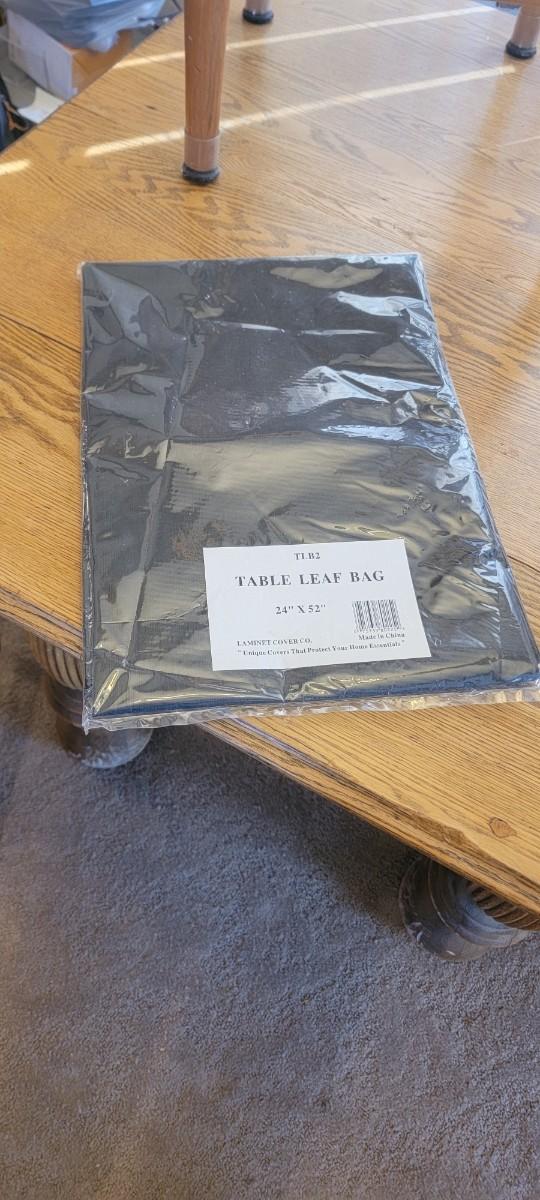 TLB2
TABLE LEAF BAG
24" X 52"
LAMINET COVER CO.
Made in China
" Unique Covers That Protect Your Home Essentials "